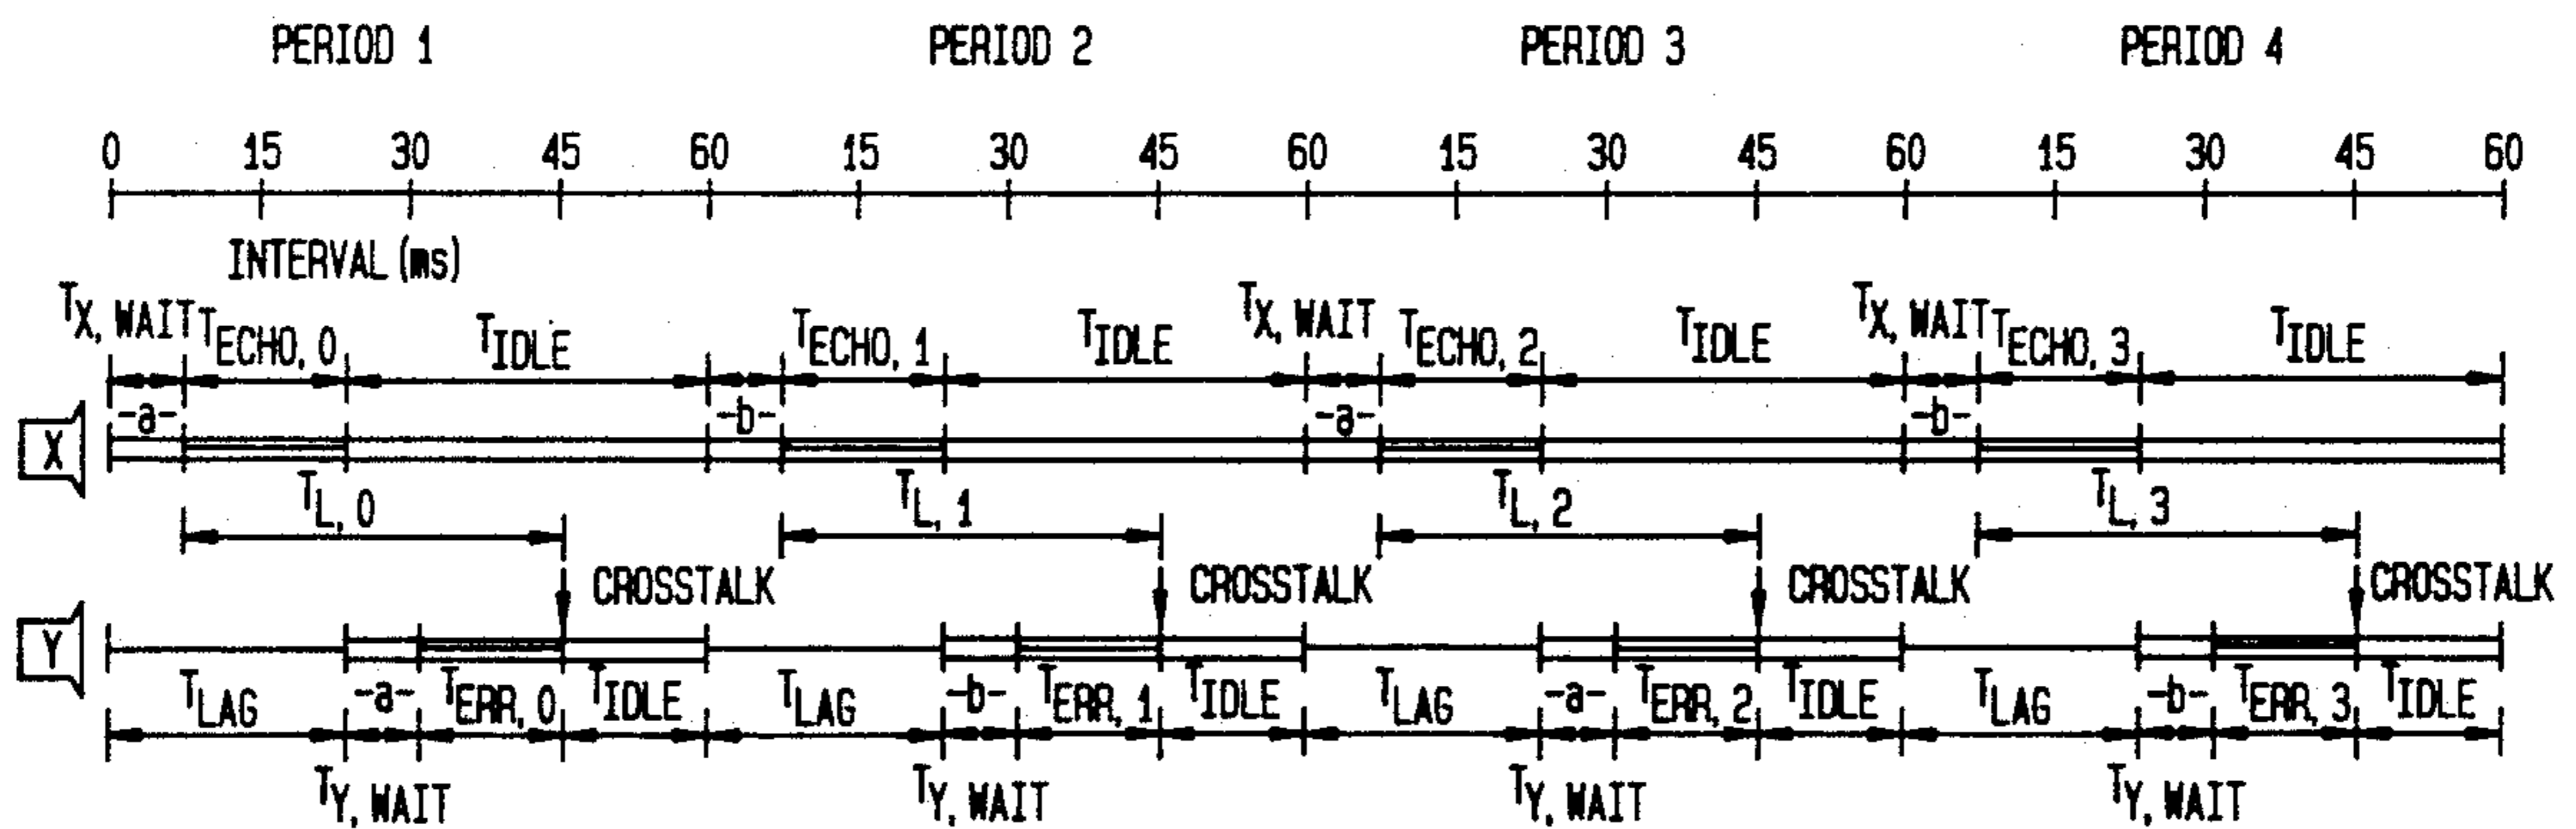 PERIOD 1 PERIOD 2 PERIOD 3 PERIOD 4
0 15 30 45 60 15 30 45 60 15 30 45 60 15 30 45 60
INTERVAL (ms)
TX, WAIT TECHO, 0 TIDLE TECHO, 1 TIDLE TX, WAIT TECHO, 2 TIDLE TX, WAIT TECHO, 3 TIDLE
-a- -b- -a- -b-
X
TL, 0 TL, 1 TL, 2 TL, 3
CROSSTALK CROSSTALK CROSSTALK CROSSTALK
Y
TLAG -a- TERR, 0 TIDLE TLAG -b- TERR, 1 TIDLE TLAG -a- TERR, 2 TIDLE TLAG -b- TERR, 3 TIDLE
TY, WAIT TY, WAIT TY, WAIT TY, WAIT